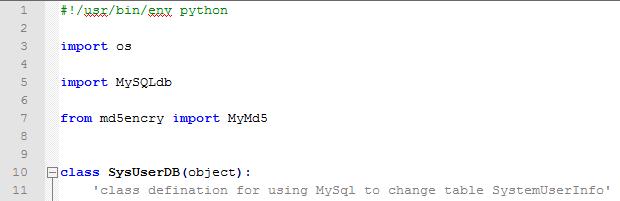 1 #!/usr/bin/env python
2
3 import os
4
5 import MySQLdb
6
7 from md5encry import MyMd5
8
9
10 class SysUserDB(object):
11 'class defination for using MySql to change table SystemUserInfo'